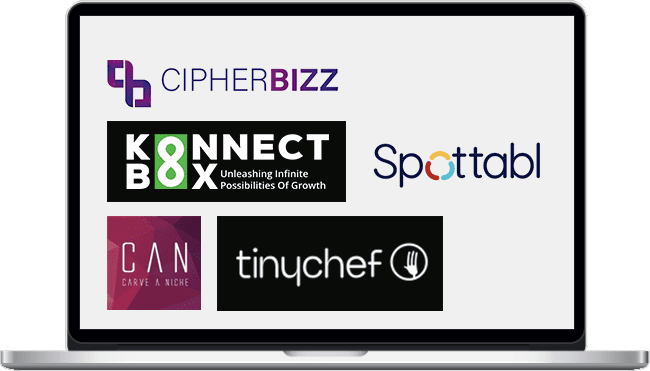 CIPHERBIZZ
KONNECT
BOX
Unleashing Infinite
Possibilities Of Growth
Spottabl
CAN
CARVE A NICHE
tinychef